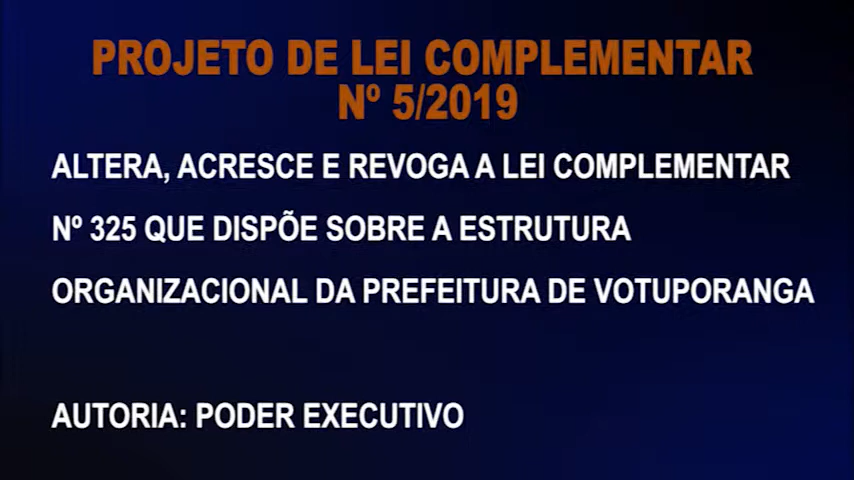 PROJETO DE LEI COMPLEMENTAR
Nº 5/2019
ALTERA, ACRESCE E REVOGA A LEI COMPLEMENTAR
Nº 325 QUE DISPÕE SOBRE A ESTRUTURA
ORGANIZACIONAL DA PREFEITURA DE VOTUPORANGA
AUTORIA: PODER EXECUTIVO